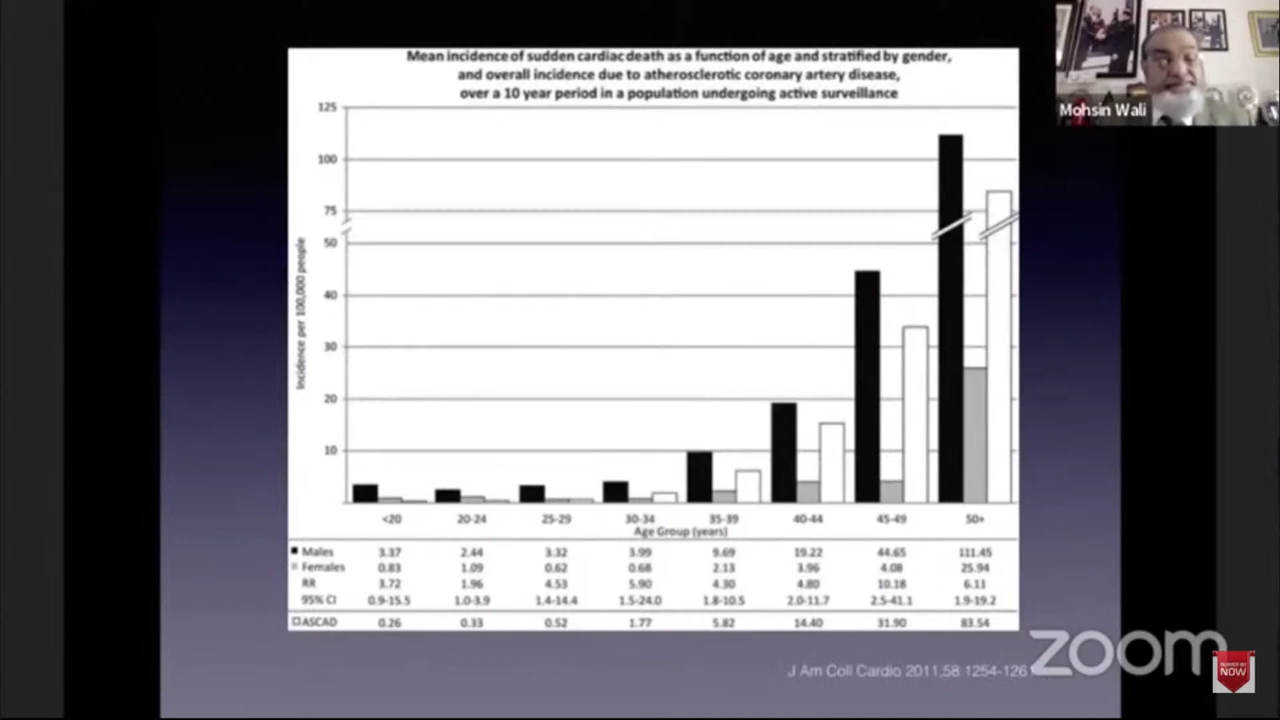 Mean incidence of sudden cardiac death as a function of age and stratified by gender,
and overall incidence due to atherosclerotic coronary artery disease,
over a 10 year period in a population undergoing active surveillance
Mohsin Wali
125
100
75
50
40
30
20
10
Incidence per 100,000 people
<20 20-24 25-29 30-34 35-39 40-44 45-49 50+
Age Group (years)
Males 3.37 2.44 3.32 3.99 9.69 19.22 44.65 111.45
Females 0.83 1.09 0.62 0.68 2.13 3.96 4.08 25.94
RR 3.72 1.96 4.53 5.90 4.30 4.80 10.18 6.11
95% CI 0.9-15.5 1.0-3.9 1.4-14.4 1.5-24.0 1.8-10.5 2.0-11.7 2.5-41.1 1.9-19.2
ASCAD 0.26 0.33 0.52 1.77 5.82 14.40 31.90 83.54
J Am Coll Cardio 2011,58 1254-126
zoom
NOW